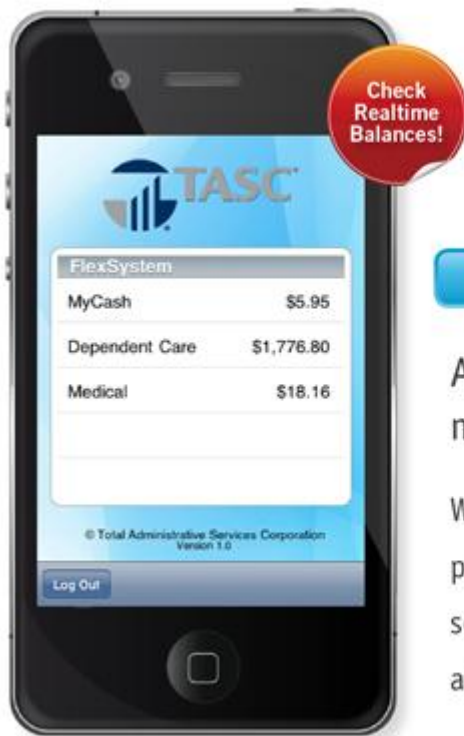 Check
Realtime
Balances!
TASC
FlexSystem
MyCash $5.95
Dependent Care $1,776.80
Medical $18.16
© Total Administrative Services Corporation
Version 1.0
Log Out